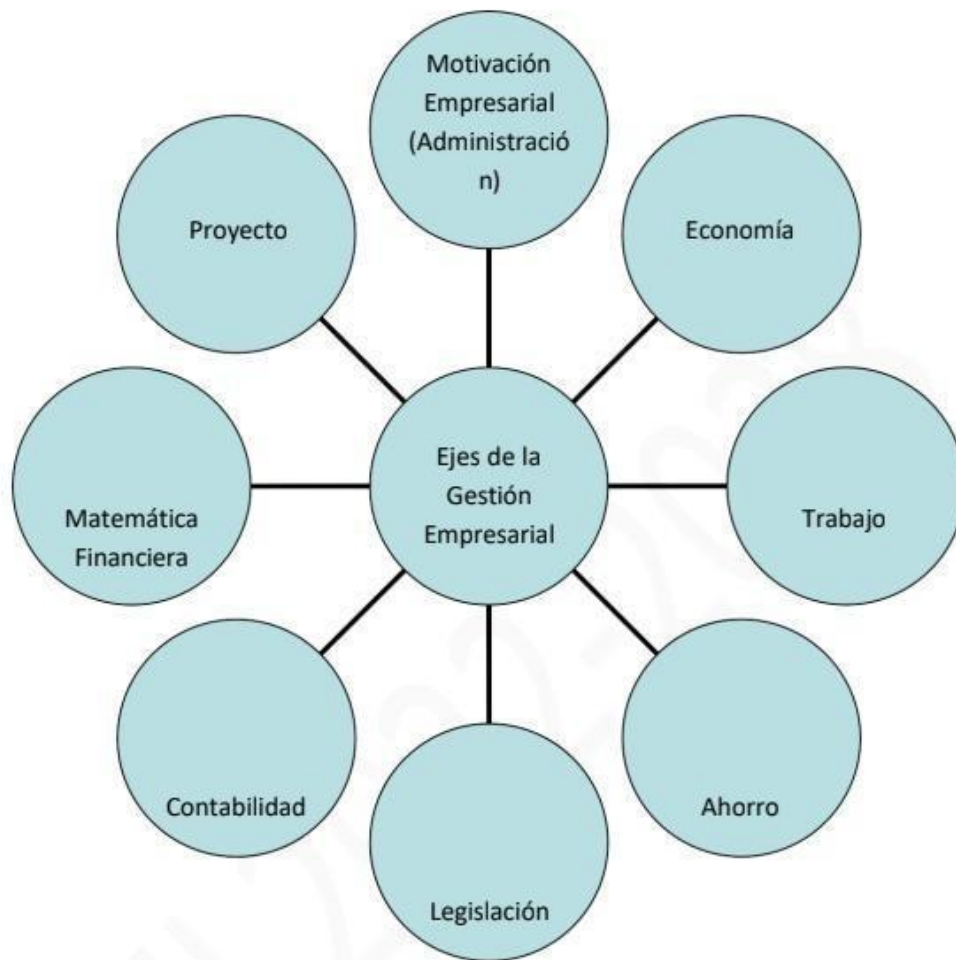 Motivación
Empresarial
(Administració
n)
Proyecto
Economía
Ejes de la
Gestión
Empresarial
Matemática
Financiera
Trabajo
Contabilidad
Ahorro
Legislación